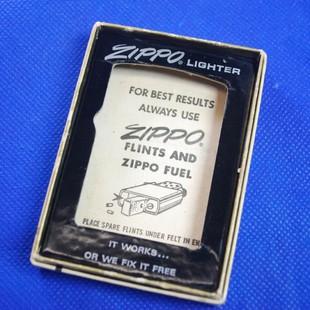 ZIPPO® LIGHTER
FOR BEST RESULTS
ALWAYS USE
ZIPPO®
FLINTS AND
ZIPPO FUEL
PLACE SPARE FLINTS UNDER FELT IN EN
IT WORKS...
OR WE FIX IT FREE